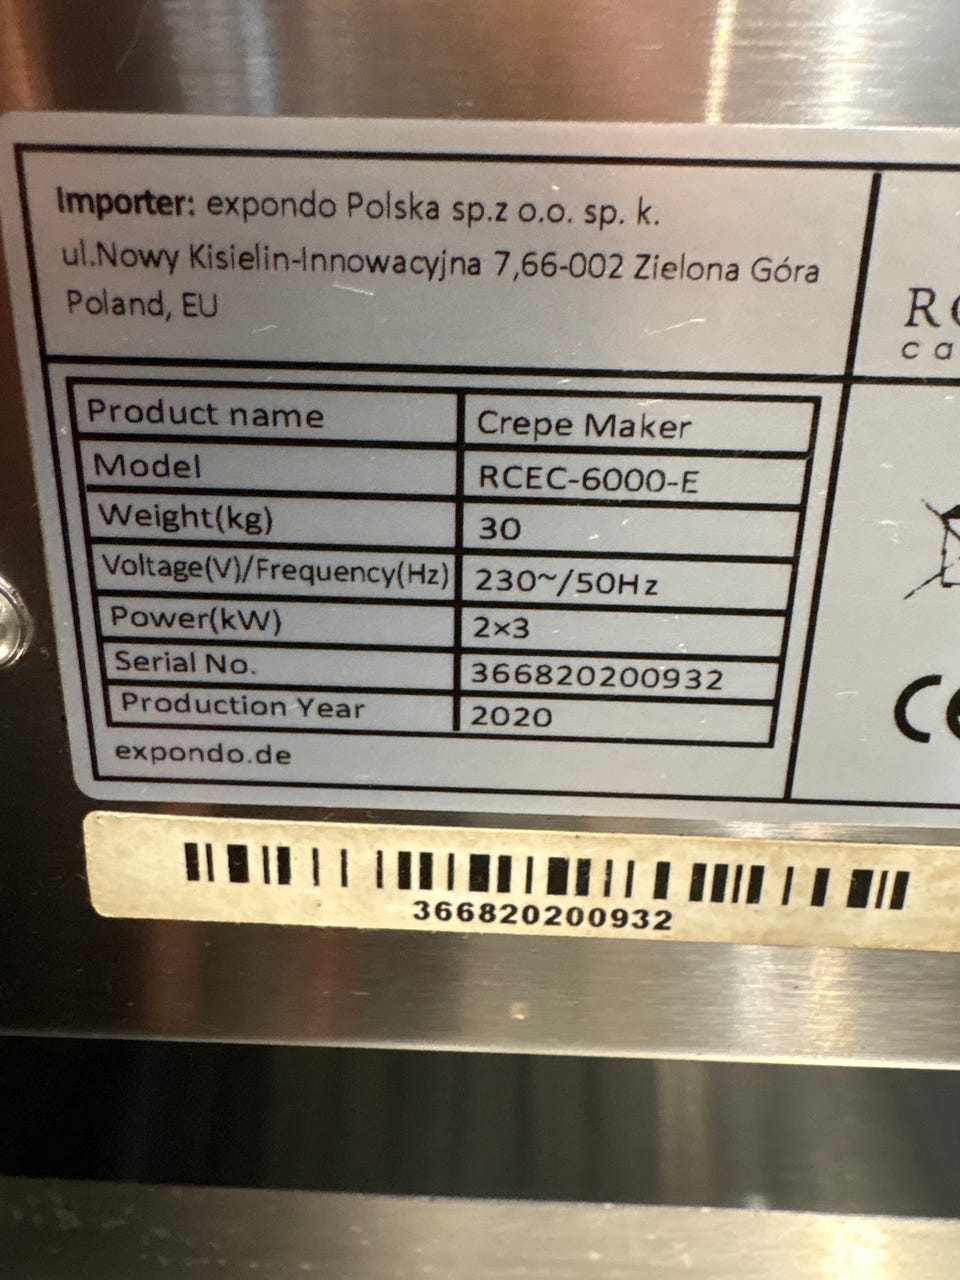 Importer: expondo Polska sp.z o.o. sp. k.
ul.Nowy Kisielin-Innowacyjna 7,66-002 Zielona Góra
Poland, EU
Product name Crepe Maker
Model RCEC-6000-E
Weight(kg) 30
Voltage(V)/Frequency(Hz) 230~/50Hz
Power(kW) 2×3
Serial No. 366820200932
Production Year 2020
expondo.de
CE
366820200932